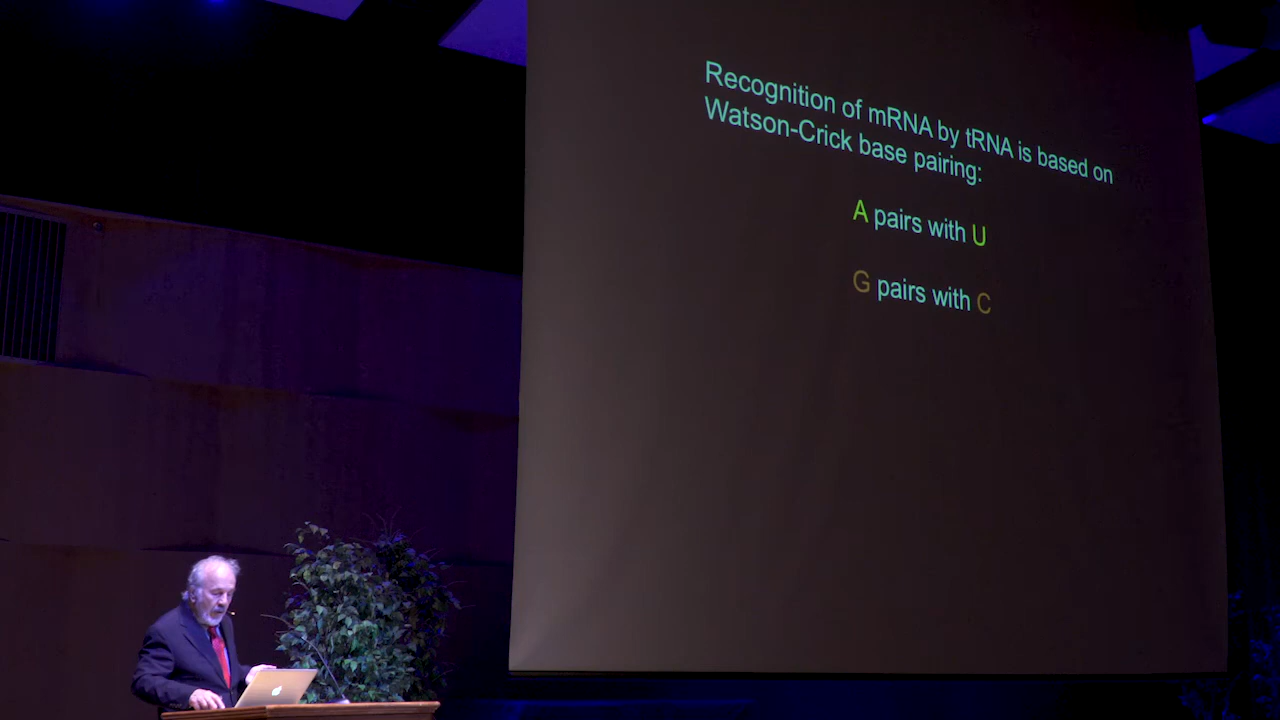 Recognition of mRNA by tRNA is based on
Watson-Crick base pairing:
A pairs with U
G pairs with C